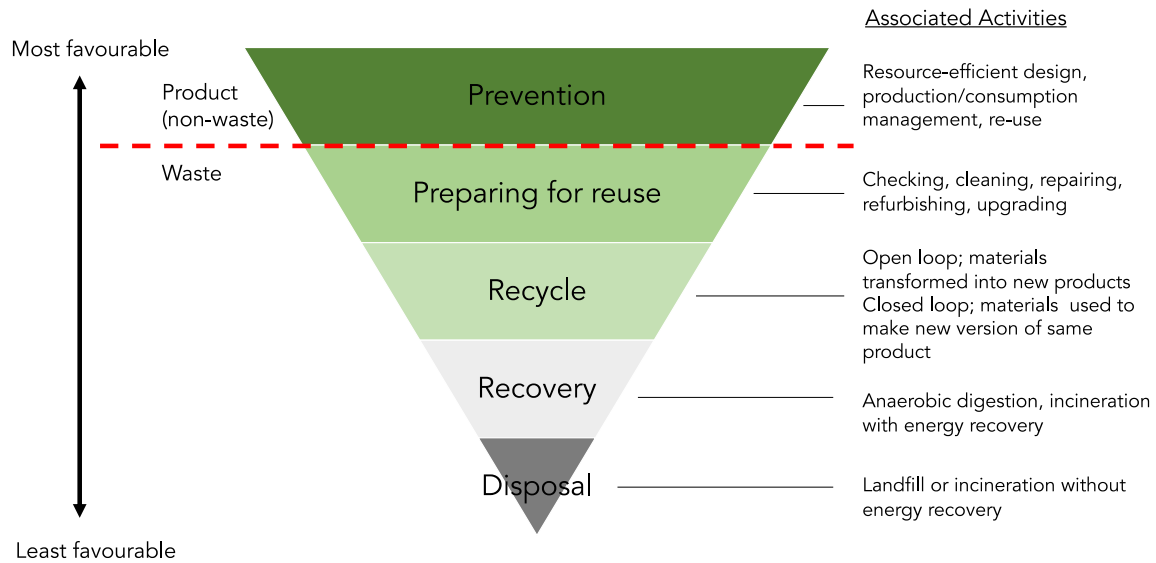 Associated Activities
Most favourable
Product
(non-waste)
Prevention
Resource-efficient design,
production/consumption
management, re-use
Waste
Preparing for reuse
Checking, cleaning, repairing,
refurbishing, upgrading
Recycle
Open loop; materials
transformed into new products
Closed loop; materials used to
make new version of same
product
Recovery
Anaerobic digestion, incineration
with energy recovery
Disposal
Landfill or incineration without
energy recovery
Least favourable